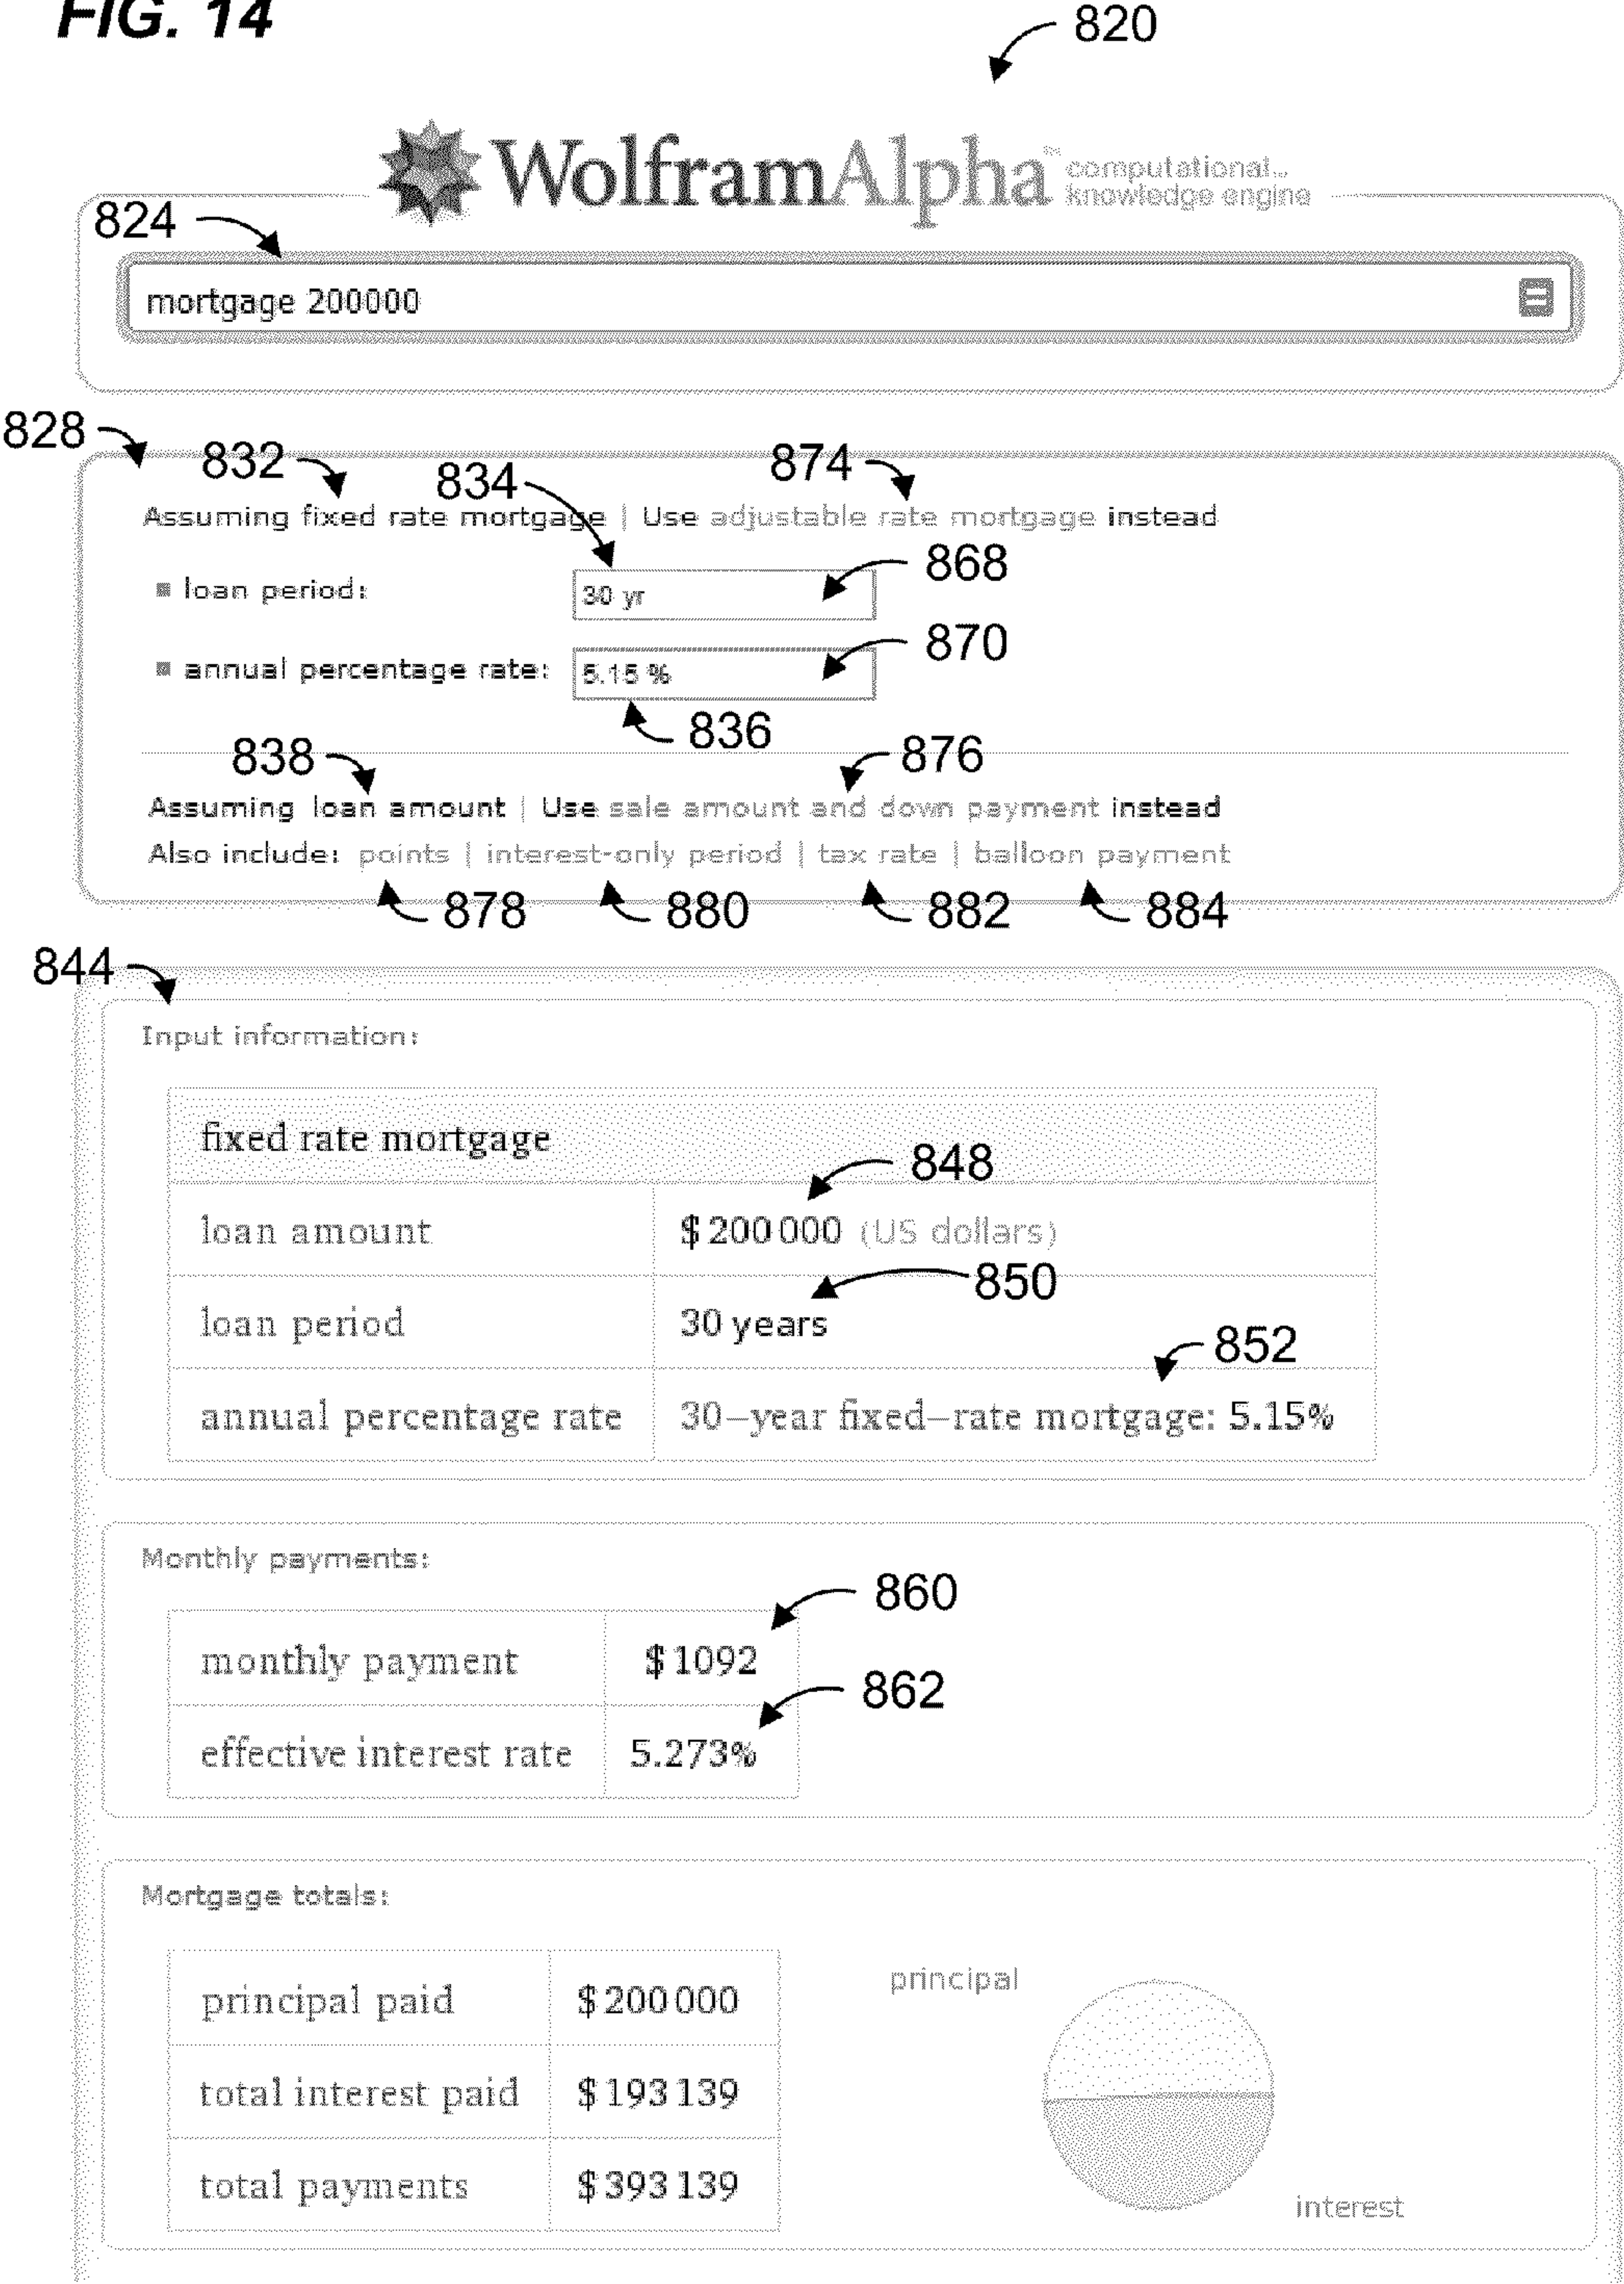 FIG. 14
820
WolframAlpha™ computational..
knowledge engine
824
mortgage 200000
828
832
834
874
Assuming fixed rate mortgage | Use adjustable rate mortgage instead
868
loan period: 30 yr
870
annual percentage rate: 5.15 %
836
838
876
Assuming loan amount | Use sale amount and down payment instead
Also include: points | interest-only period | tax rate | balloon payment
878 880 882 884
844
Input information:
fixed rate mortgage
848
loan amount $200000 (US dollars)
850
loan period 30 years
852
annual percentage rate 30–year fixed–rate mortgage: 5.15%
Monthly payments:
860
monthly payment $1092
862
effective interest rate 5.273%
Mortgage totals:
principal
principal paid $200000
total interest paid $193139
total payments $393139
interest